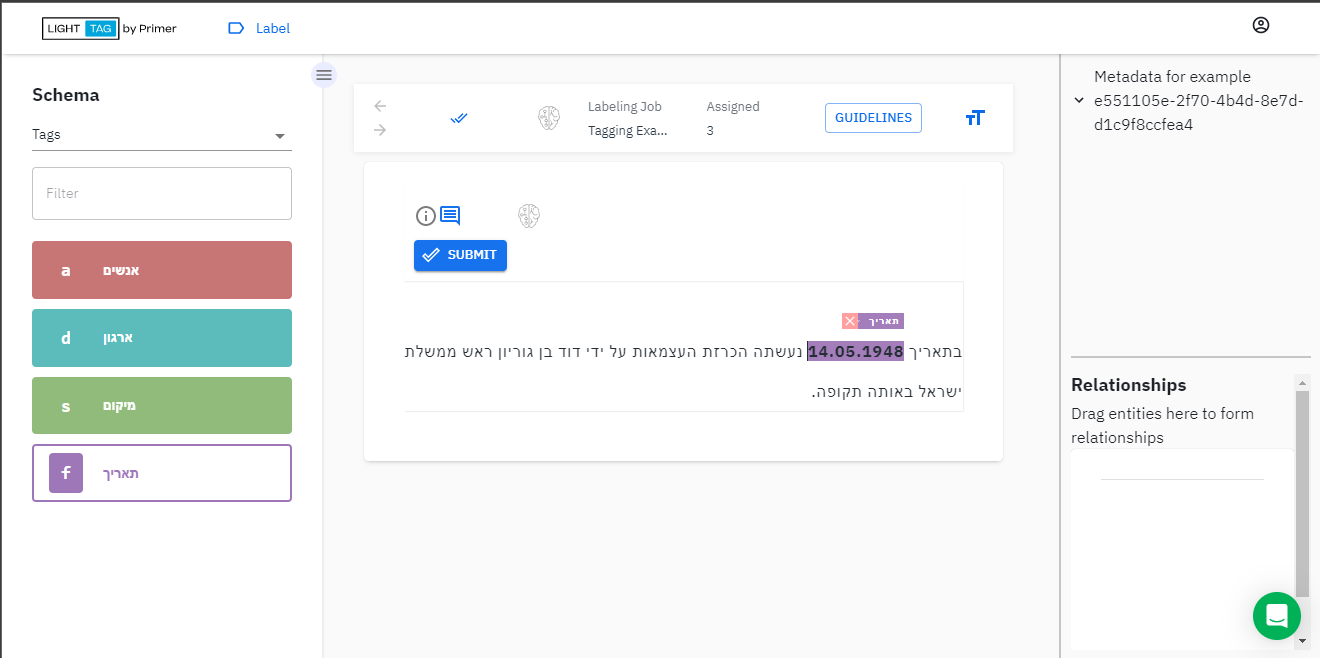 LIGHT TAG by Primer
Label
Schema
Tags
Filter
a אנשים
d ארגון
s מיקום
f תאריך
Labeling Job
Tagging Exa...
Assigned
3
GUIDELINES
SUBMIT
תאריך
בתאריך 14.05.1948 נעשתה הכרזת העצמאות על ידי דוד בן גוריון ראש ממשלת
ישראל באותה תקופה.
Metadata for example
e551105e-2f70-4b4d-8e7d-
d1c9f8ccfea4
Relationships
Drag entities here to form
relationships